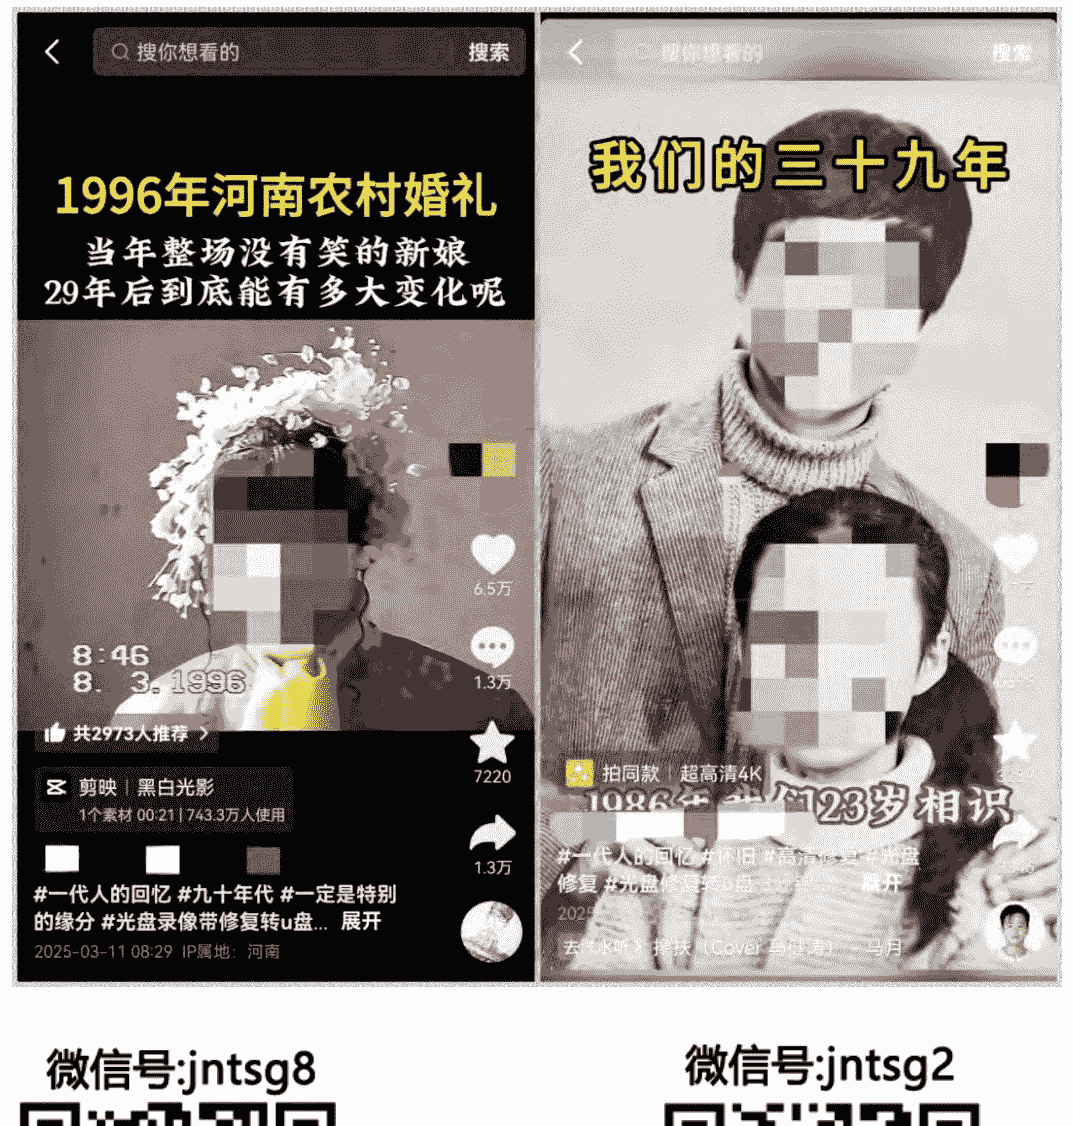 搜你想看的
搜索
1996年河南农村婚礼
当年整场没有笑的新娘
29年后到底能有多大变化呢
6.5万
8:46
8. 3.1996
1.3万
共2973人推荐
7220
剪映 | 黑白光影
1个素材 00:21 | 743.3万人使用
1.3万
#一代人的回忆 #九十年代 #一定是特别
的缘分 #光盘录像带修复转u盘... 展开
2025-03-11 08:29 IP属地：河南
搜你想看的
搜索
我们的三十九年
拍同款 | 超高清4K
1986年我们23岁相识
#一代人的回忆 #怀旧 #高清修复 #光盘
修复 #光盘修复转u盘
展开
2025
微信号:jntsg8
微信号:jntsg2